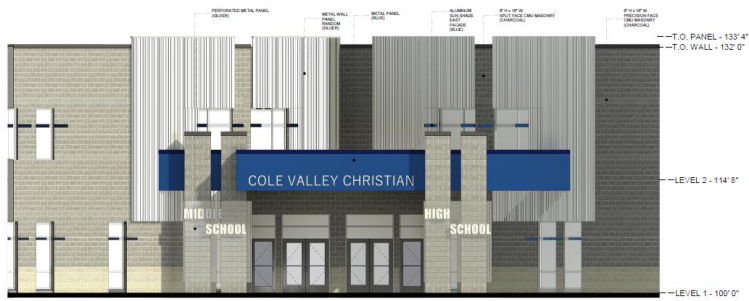 PERFORATED METAL PANEL
(SILVER)
METAL WALL
PANEL
RANDOM
(SILVER)
METAL PANEL
(BLUE)
ALUMINUM
SUN SHADE
EAST
FACADE
(BLUE)
8" H x 16" W
SPLIT FACE CMU MASONRY
(CHARCOAL)
8" H x 16" W
PRECISION FACE
CMU MASONRY
(CHARCOAL)
T.O. PANEL - 133' 4"
T.O. WALL - 132' 0"
LEVEL 2 - 114' 8"
COLE VALLEY CHRISTIAN
MIDDLE
SCHOOL
HIGH
SCHOOL
LEVEL 1 - 100' 0"